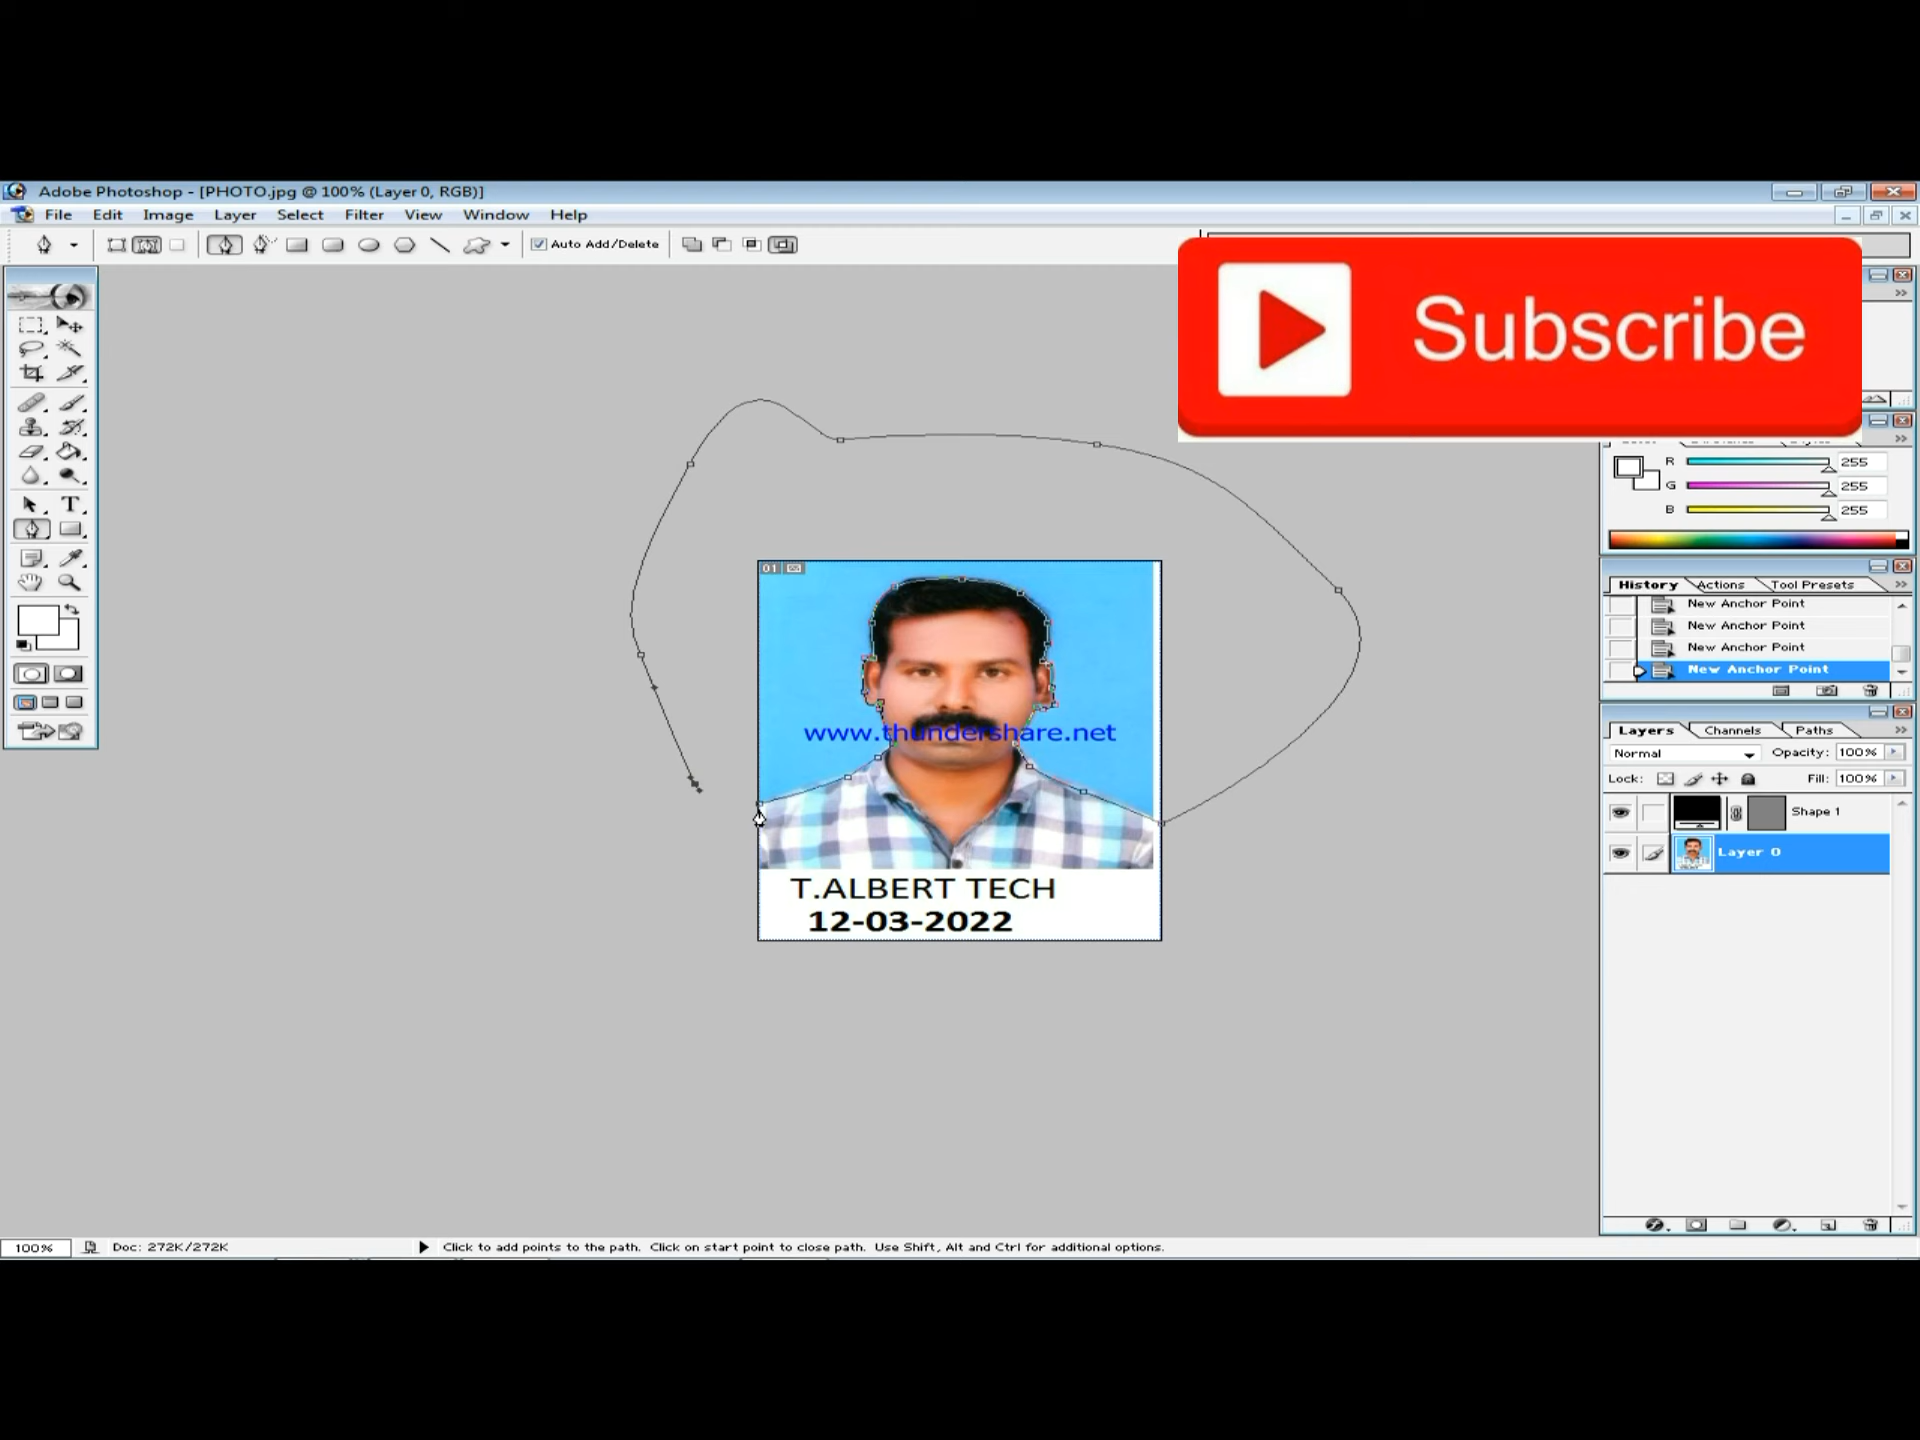 Adobe Photoshop - [PHOTO.jpg @ 100% (Layer 0, RGB)]
File Edit Image Layer Select Filter View Window Help
Auto Add/Delete
Subscribe
R 255
G 255
B 255
History Actions Tool Presets
New Anchor Point
New Anchor Point
New Anchor Point
New Anchor Point
Layers Channels Paths
Normal Opacity: 100%
Lock: Fill: 100%
Shape 1
Layer 0
01
www.thundershare.net
T.ALBERT TECH
12-03-2022
100% Doc: 272K/272K Click to add points to the path. Click on start point to close path. Use Shift, Alt and Ctrl for additional options.